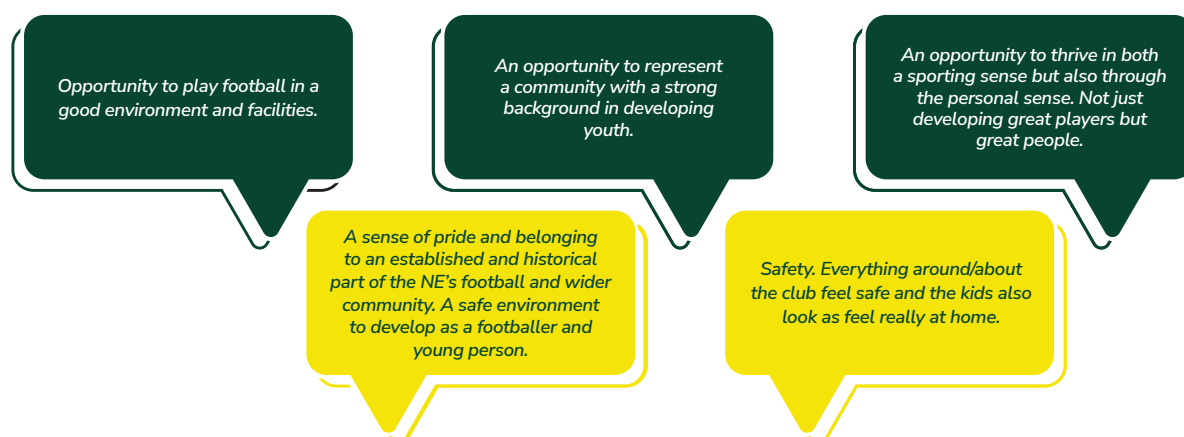 Opportunity to play football in a
good environment and facilities.
An opportunity to represent
a community with a strong
background in developing
youth.
An opportunity to thrive in both
a sporting sense but also through
the personal sense. Not just
developing great players but
great people.
A sense of pride and belonging
to an established and historical
part of the NE's football and wider
community. A safe environment
to develop as a footballer and
young person.
Safety. Everything around/about
the club feel safe and the kids also
look as feel really at home.